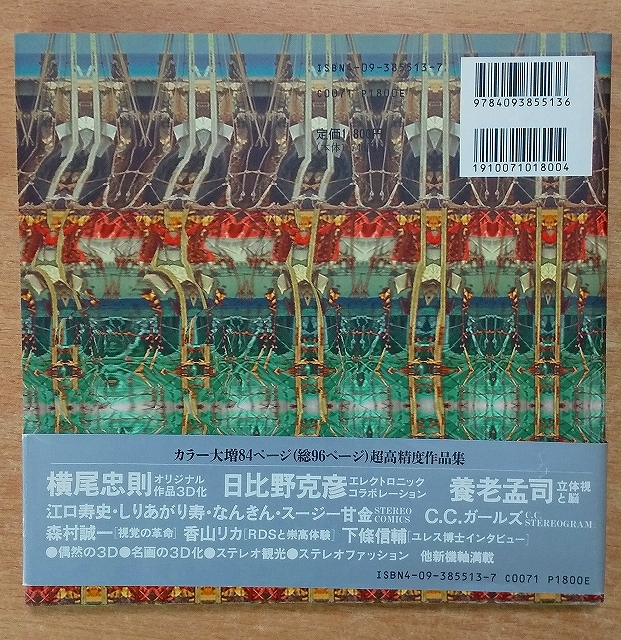 ISBN4-09-385513-7
C0071 P1800E
定価1,800円
(本体
9784093855136
1910071018004
カラー大増84ページ(総96ページ)超高精度作品集
横尾忠則オリジナル作品3D化 日比野克彦エレクトロニックコラボレーション 養老孟司立体視と脳
江口寿史・しりあがり寿・なんきん・スージー甘金STEREO COMICS C.C.ガールズC.C. STEREOGRAM
森村誠一[視覚の革命] 香山リカ[RDSと崇高体験] 下條信輔[ユレス博士インタビュー]
●偶然の3D●名画の3D化●ステレオ観光●ステレオファッション 他新機軸満載
ISBN4-09-385513-7 C0071 P1800E